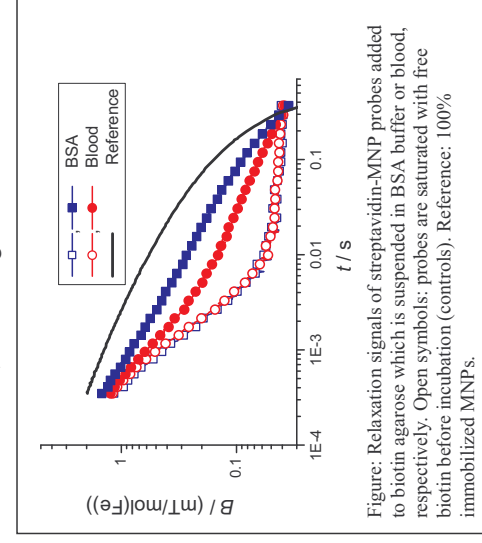 BSA
Blood
Reference
B / (mT/mol(Fe))
1
0.1
1E-4
1E-3
0.01
0.1
t / s
Figure: Relaxation signals of streptavidin-MNP probes added
to biotin agarose which is suspended in BSA buffer or blood,
respectively. Open symbols: probes are saturated with free
biotin before incubation (controls). Reference: 100%
immobilized MNPs.